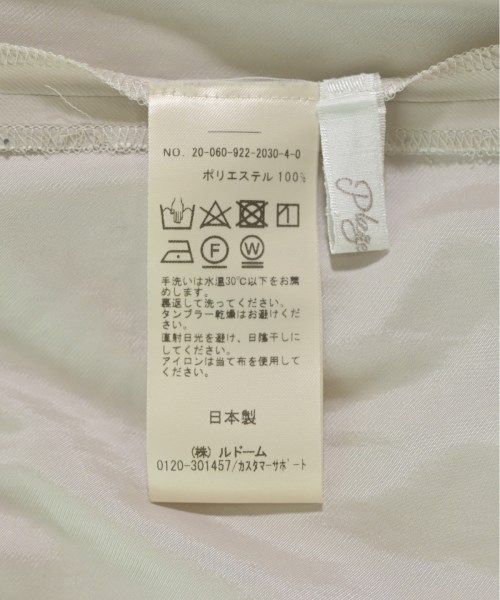 NO. 20-060-922-2030-4-0
ポリエステル100%
F W
手洗いは水温30℃以下をお薦
めします。
裏返して洗ってください。
タンブラー乾燥はお避けくださ
い。
直射日光を避け、日陰干しに
してください。
アイロンは当て布を使用して
ください。
日本製
(株) ルドーム
0120-301457/カスタマーサポート